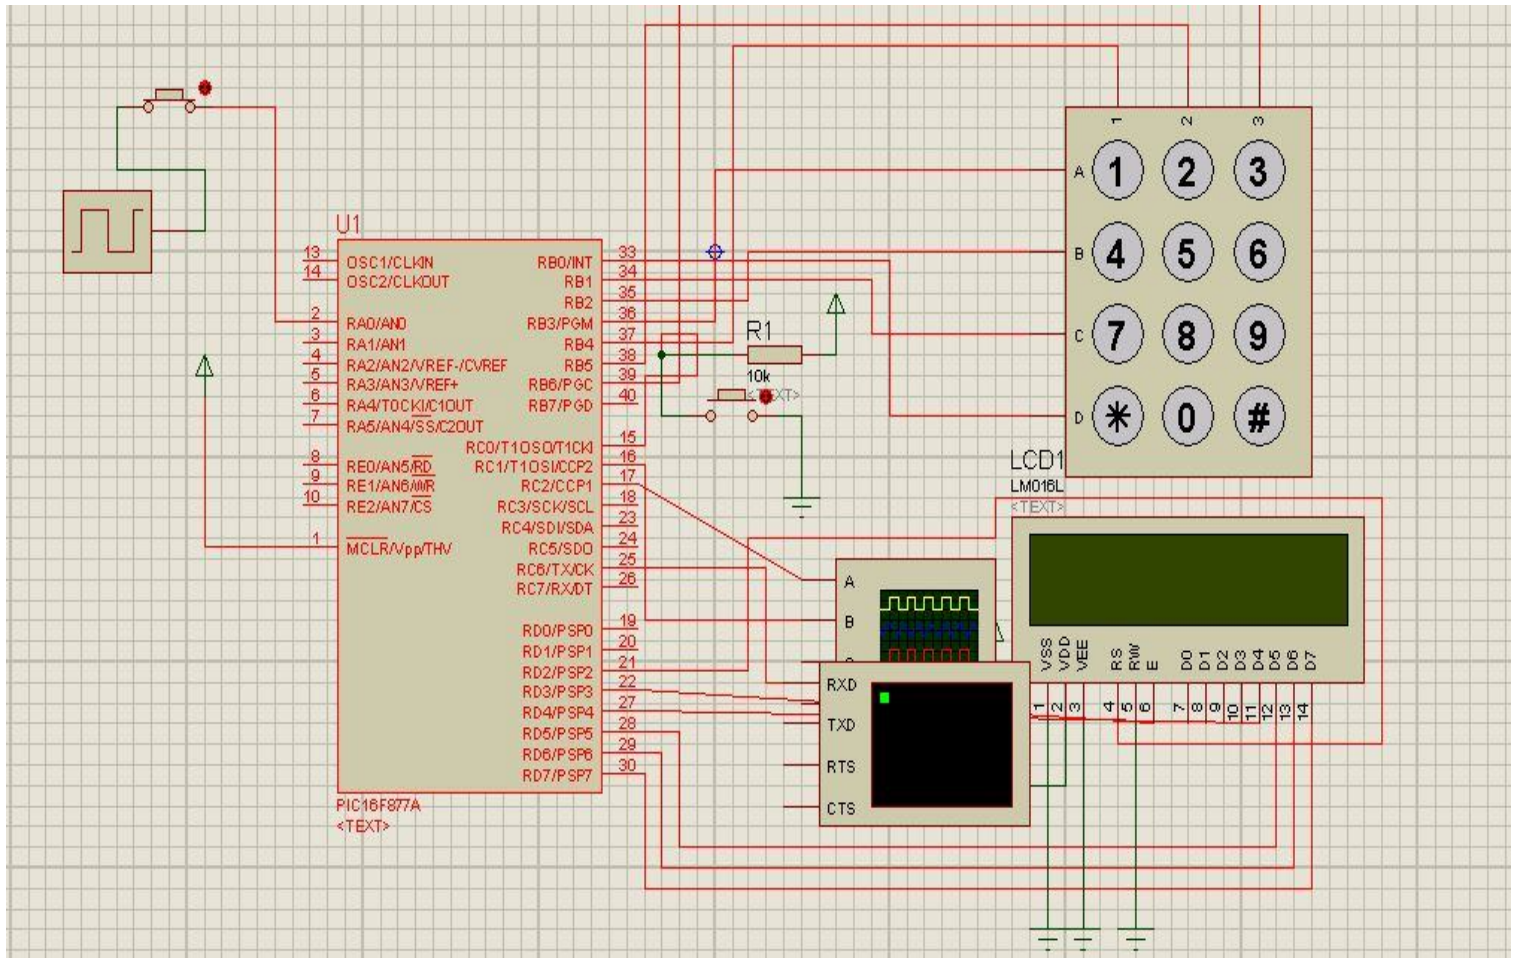 1 2 3
A 1 2 3
B 4 5 6
C 7 8 9
D * 0 #
U1
13 OSC1/CLKIN
14 OSC2/CLKOUT
2 RA0/AN0
3 RA1/AN1
4 RA2/AN2/VREF-/CVREF
5 RA3/AN3/VREF+
6 RA4/T0CKI/C1OUT
7 RA5/AN4/SS/C2OUT
8 RE0/AN5/RD
9 RE1/AN6/WR
10 RE2/AN7/CS
1 MCLR/Vpp/THV
RB0/INT 33
RB1 34
RB2 35
RB3/PGM 36
RB4 37
RB5 38
RB6/PGC 39
RB7/PGD 40
RC0/T1OSO/T1CKI 15
RC1/T1OSI/CCP2 16
RC2/CCP1 17
RC3/SCK/SCL 18
RC4/SDI/SDA 23
RC5/SDO 24
RC6/TX/CK 25
RC7/RX/DT 26
RD0/PSP0 19
RD1/PSP1 20
RD2/PSP2 21
RD3/PSP3 22
RD4/PSP4 27
RD5/PSP5 28
RD6/PSP6 29
RD7/PSP7 30
PIC16F877A
<TEXT>
R1
10k
<TEXT>
LCD1
LM016L
<TEXT>
A
B
RXD
TXD
RTS
CTS
VSS VDD VEE RS RW E D0 D1 D2 D3 D4 D5 D6 D7
1 2 3 4 5 6 7 8 9 10 11 12 13 14